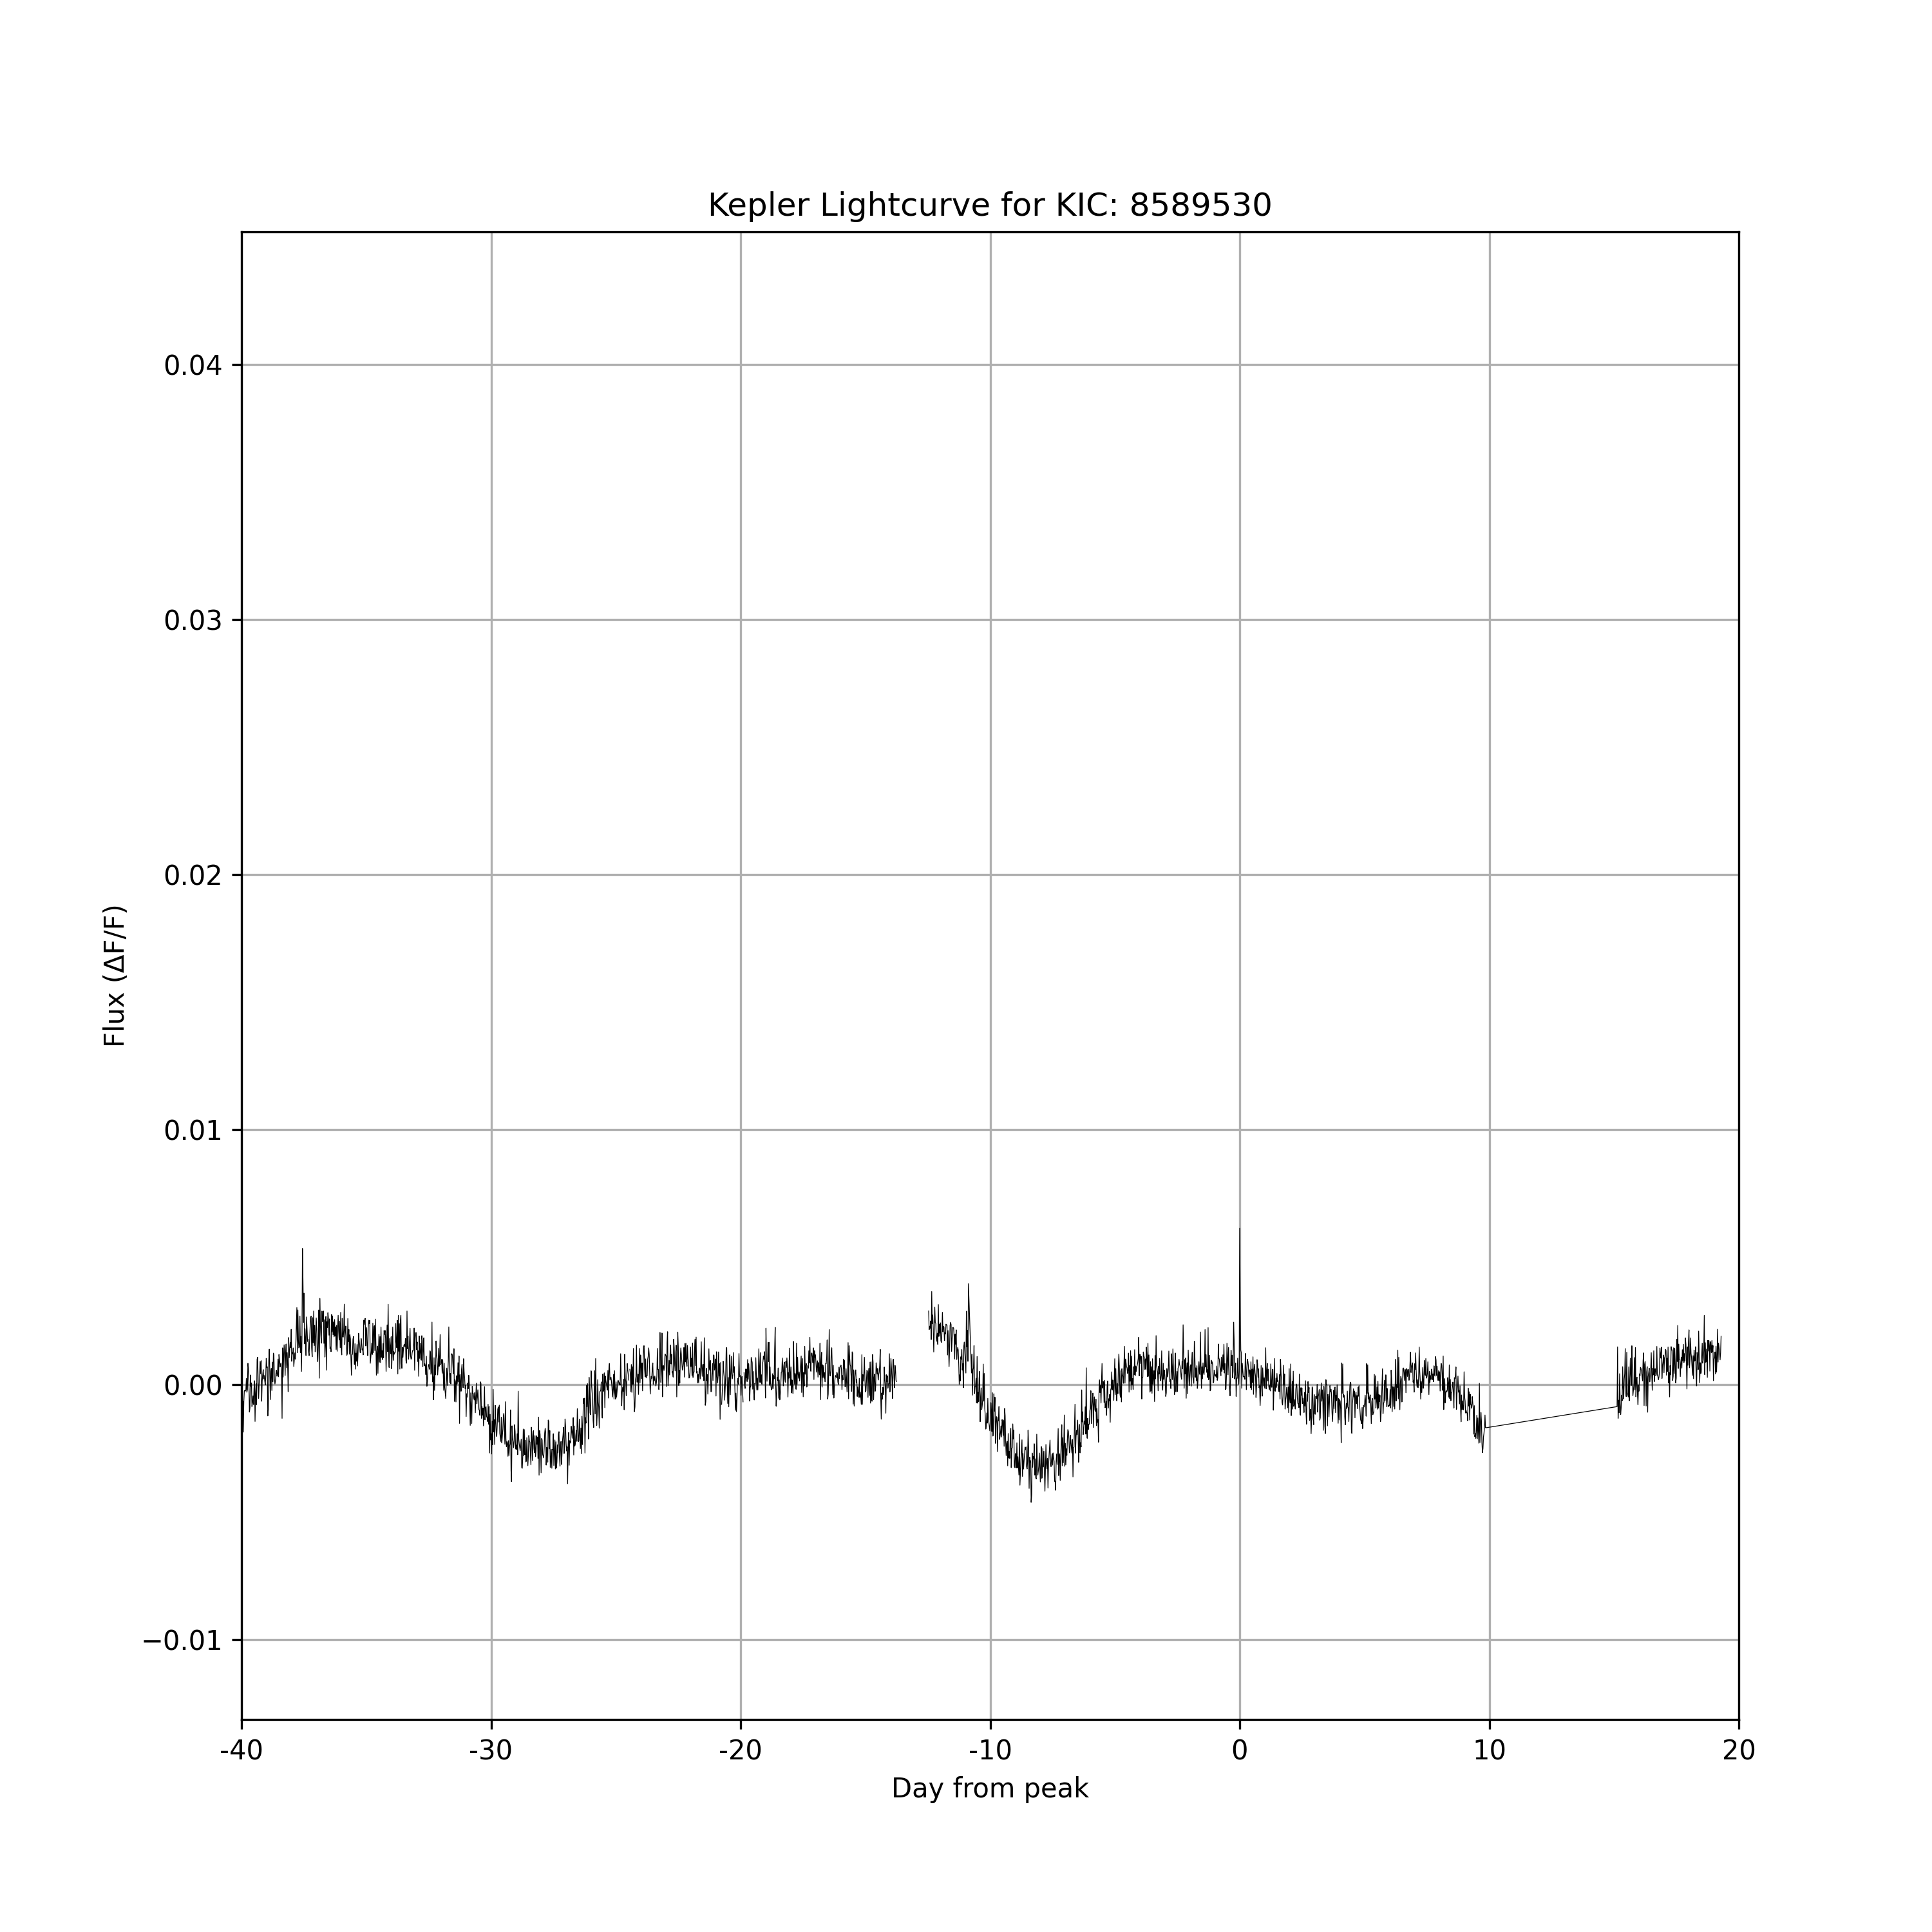 Kepler Lightcurve for KIC: 8589530
0.04
0.03
0.02
0.01
0.00
−0.01
Flux (ΔF/F)
-40 -30 -20 -10 0 10 20
Day from peak